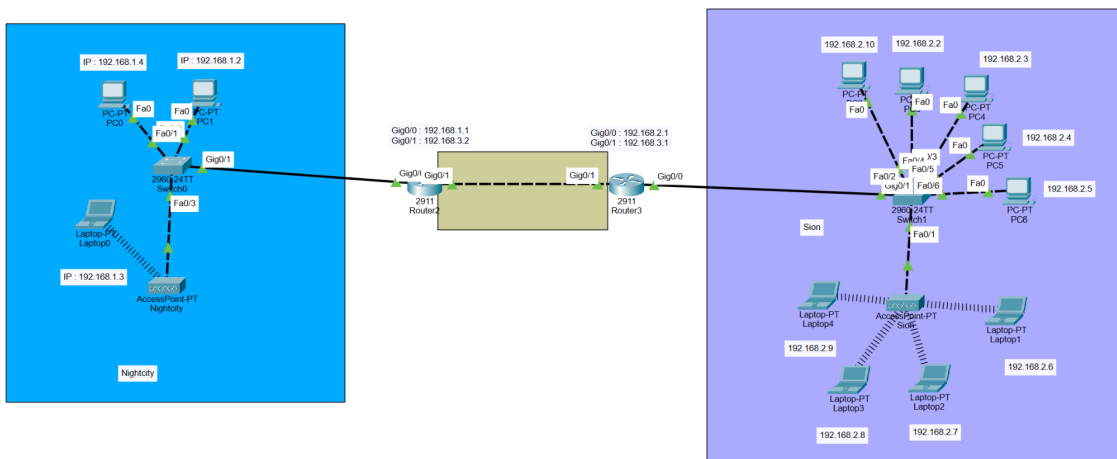 IP : 192.168.1.4
IP : 192.168.1.2
Fa0
PC-PT
PC0
Fa0
PC-PT
PC1
Fa0/1
Gig0/1
2960-24TT
Switch0
Fa0/3
Laptop-PT
Laptop0
IP : 192.168.1.3
AccessPoint-PT
Nightcity
Nightcity
Gig0/0 : 192.168.1.1
Gig0/1 : 192.168.3.2
Gig0/0 : 192.168.2.1
Gig0/1 : 192.168.3.1
Gig0/1
2911
Router2
Gig0/1
2911
Router3
Gig0/0
192.168.2.10
192.168.2.2
192.168.2.3
192.168.2.4
192.168.2.5
PC-PT
Fa0
Fa0
Fa0
PC-PT
PC4
Fa0
PC-PT
PC5
Fa0
PC-PT
PC6
Fa0/4
Fa0/5
Fa0/2
Gig0/1
Fa0/6
2960-24TT
Switch1
Fa0/1
Sion
AccessPoint-PT
Sion
Laptop-PT
Laptop4
Laptop-PT
Laptop1
192.168.2.9
192.168.2.6
Laptop-PT
Laptop3
Laptop-PT
Laptop2
192.168.2.8
192.168.2.7